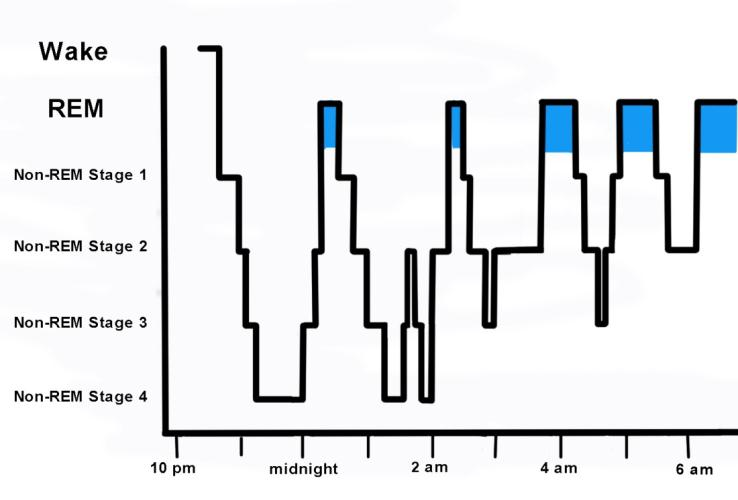 Wake
REM
Non-REM Stage 1
Non-REM Stage 2
Non-REM Stage 3
Non-REM Stage 4
10 pm midnight 2 am 4 am 6 am